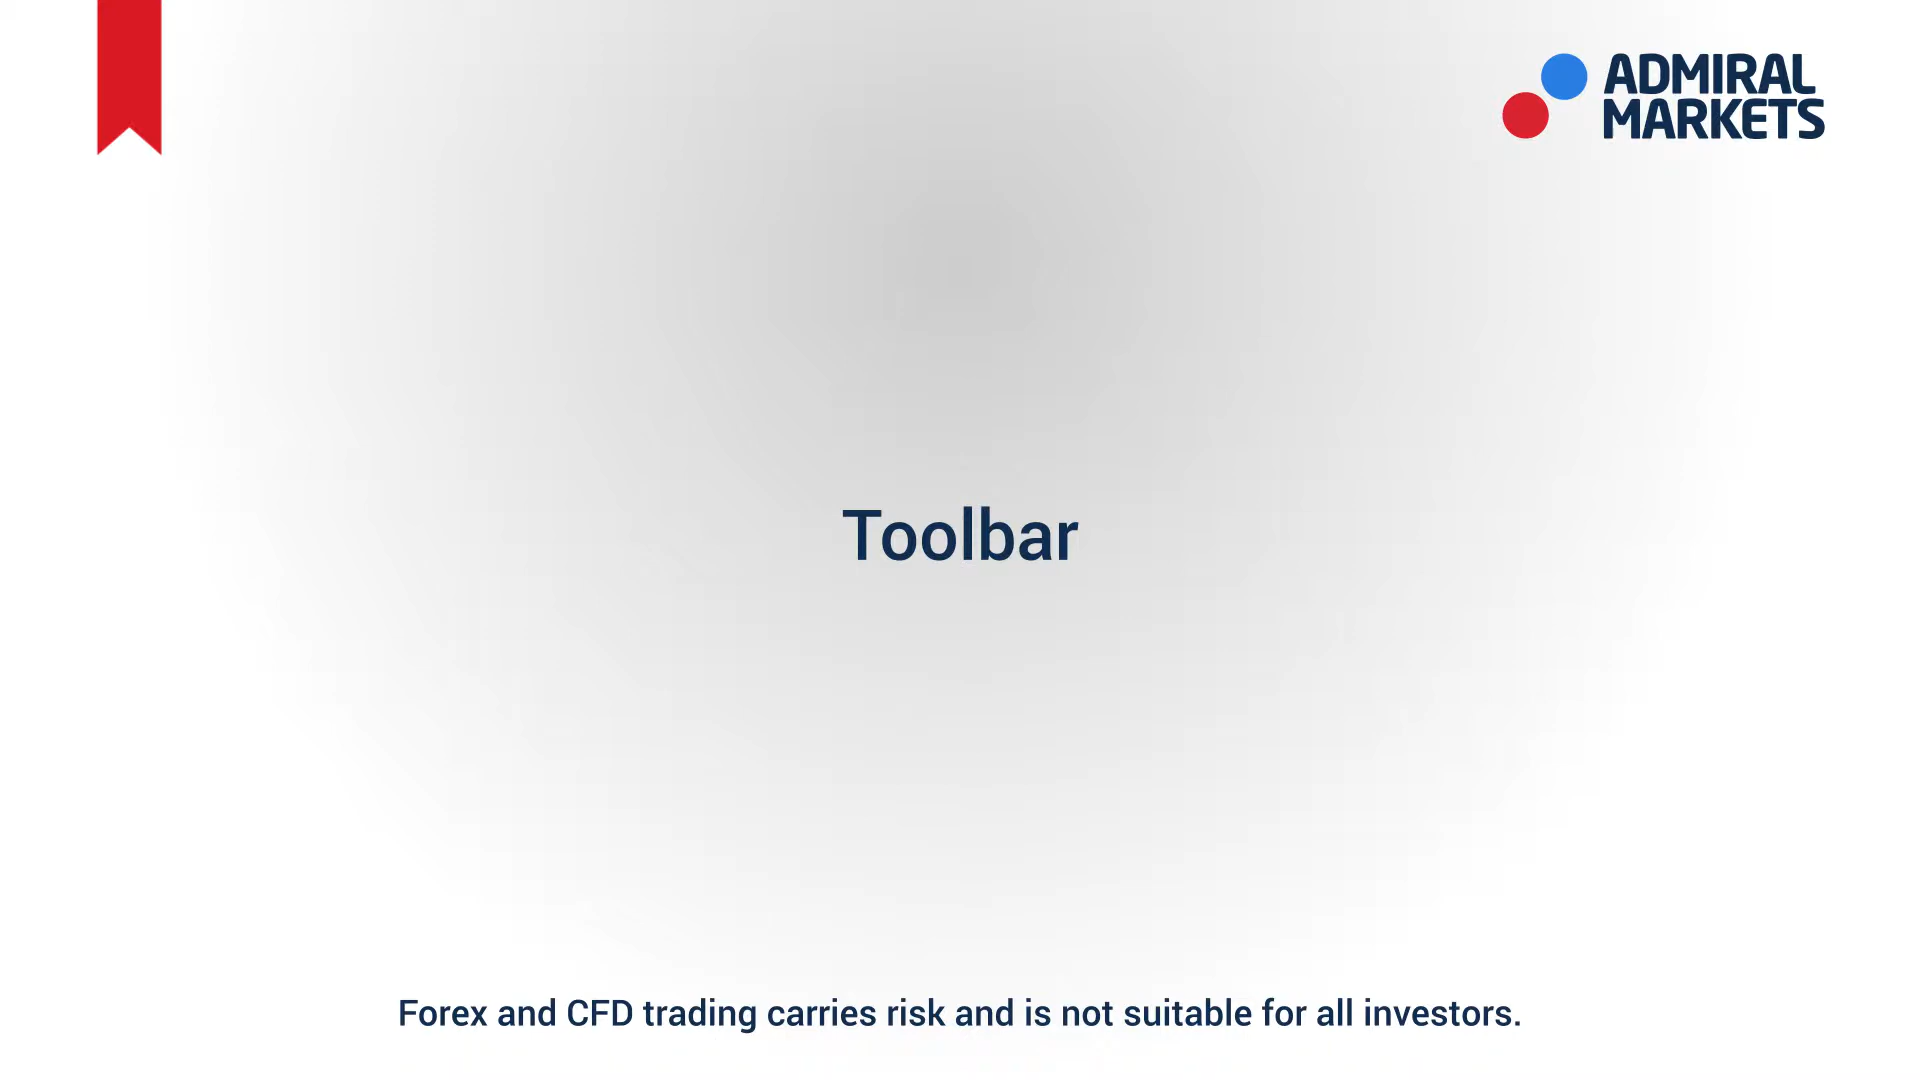 ADMIRAL
MARKETS
Toolbar
Forex and CFD trading carries risk and is not suitable for all investors.